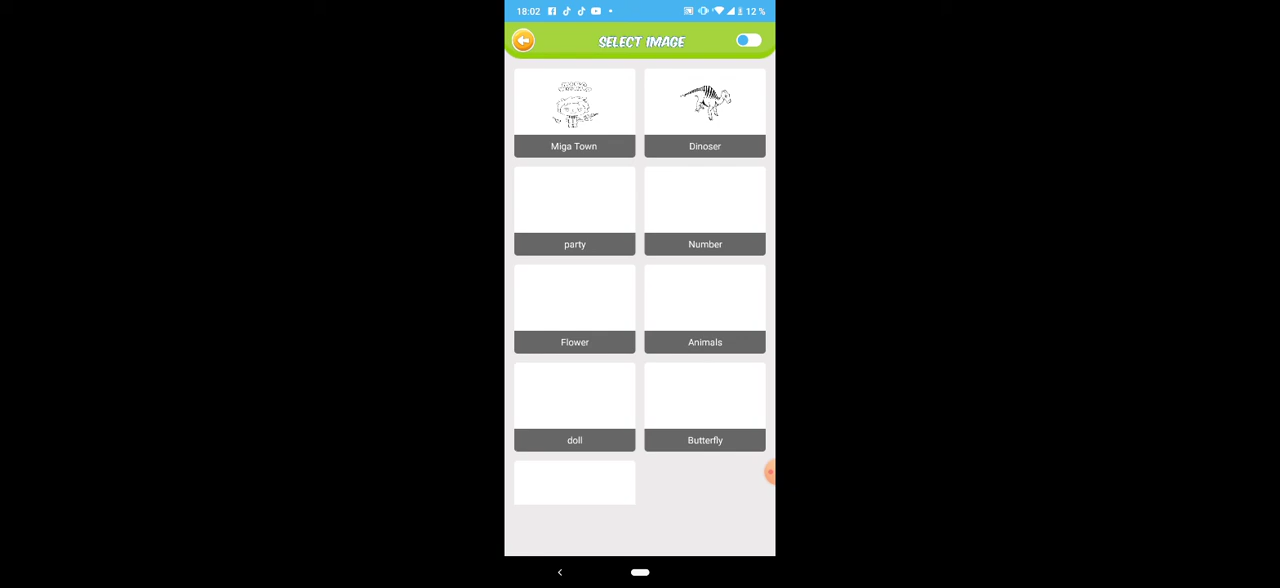 18:02 12 %
SELECT IMAGE
Miga Town Dinoser
party Number
Flower Animals
doll Butterfly